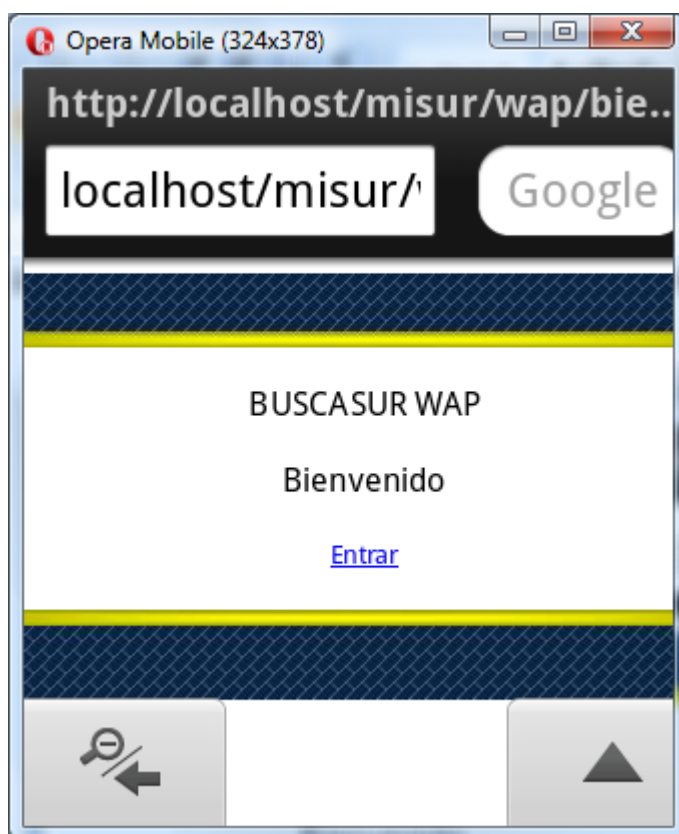 Opera Mobile (324x378)
http://localhost/misur/wap/bie..
localhost/misur/
Google
BUSCASUR WAP
Bienvenido
Entrar